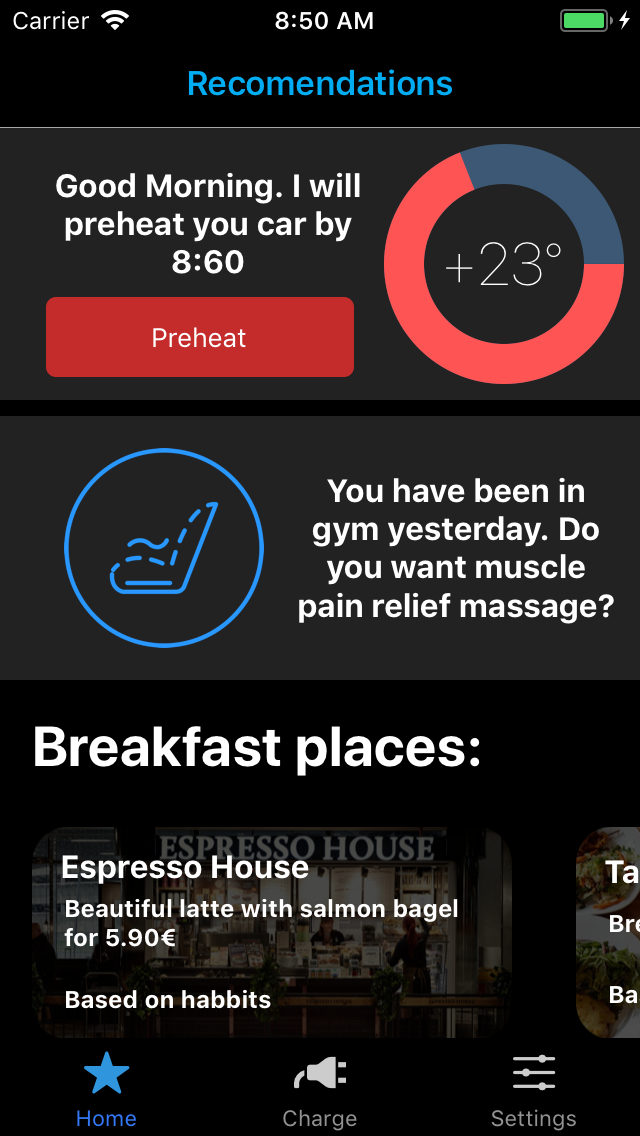 Carrier 8:50 AM
Recomendations
Good Morning. I will
preheat you car by
8:60
Preheat
+23°
You have been in
gym yesterday. Do
you want muscle
pain relief massage?
Breakfast places:
ESPRESSO HOUSE
Espresso House
Beautiful latte with salmon bagel
for 5.90€
Based on habbits
Ta
Bre
Ba
Home Charge Settings